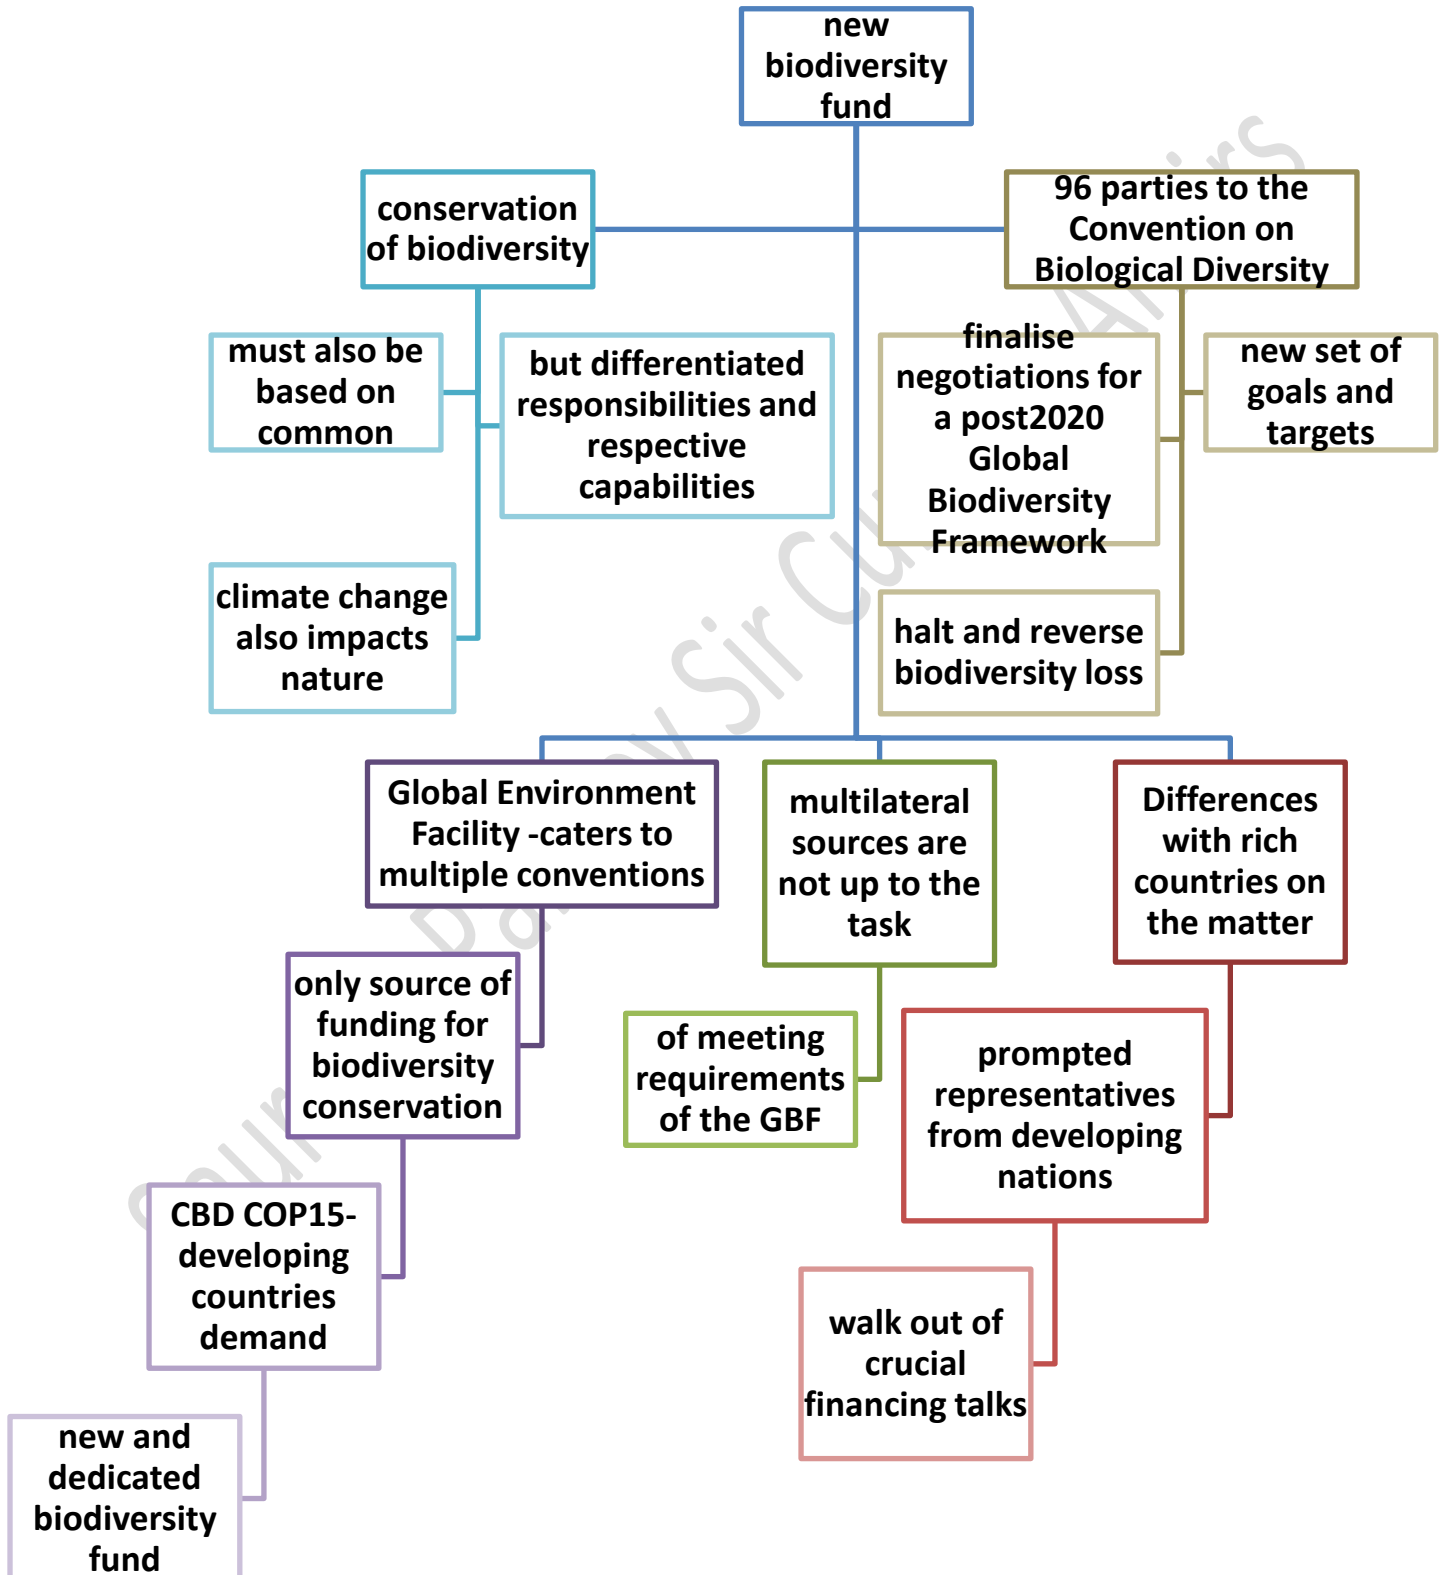 new
biodiversity
fund
conservation
of biodiversity
96 parties to the
Convention on
Biological Diversity
must also be
based on
common
but differentiated
responsibilities and
respective
capabilities
finalise
negotiations for
a post2020
Global
Biodiversity
Framework
new set of
goals and
targets
climate change
also impacts
nature
halt and reverse
biodiversity loss
Global Environment
Facility -caters to
multiple conventions
multilateral
sources are
not up to the
task
Differences
with rich
countries on
the matter
only source of
funding for
biodiversity
conservation
of meeting
requirements
of the GBF
prompted
representatives
from developing
nations
CBD COP15-
developing
countries
demand
walk out of
crucial
financing talks
new and
dedicated
biodiversity
fund
Sir